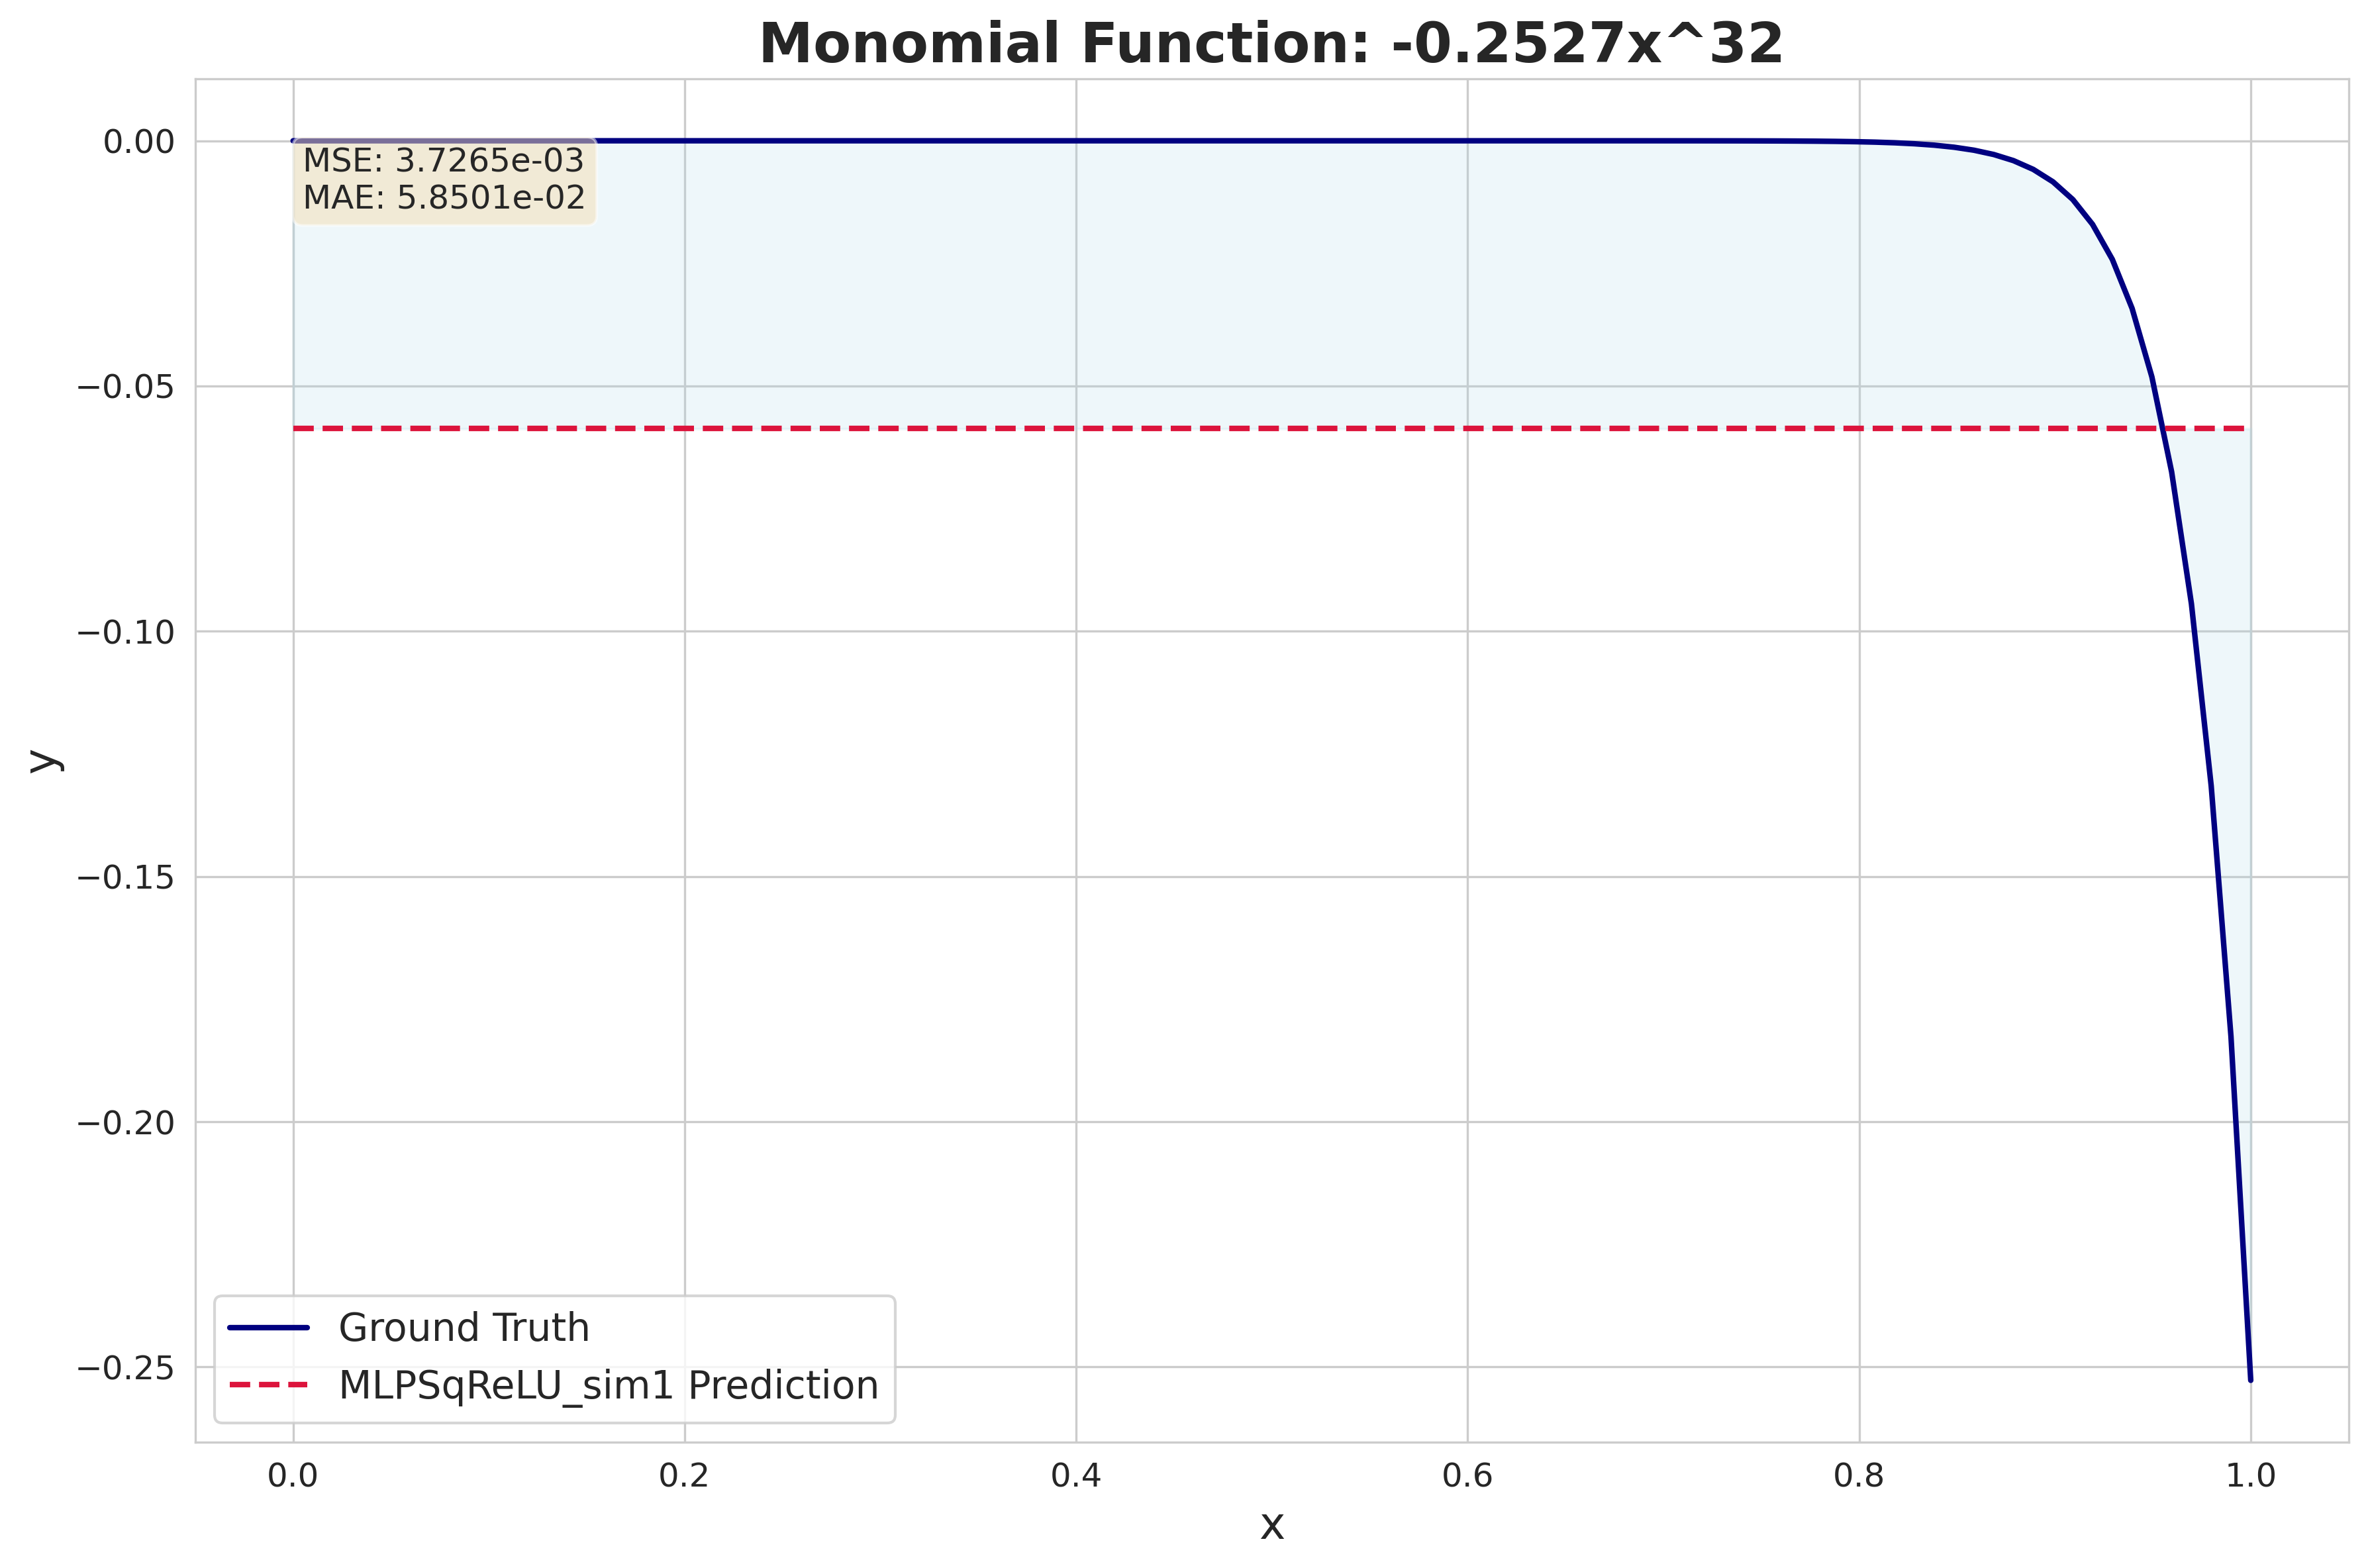 Monomial Function: -0.2527x^32
0.00
−0.05
−0.10
−0.15
−0.20
−0.25
y
MSE: 3.7265e-03
MAE: 5.8501e-02
Ground Truth
MLPSqReLU_sim1 Prediction
0.0
0.2
0.4
0.6
0.8
1.0
x